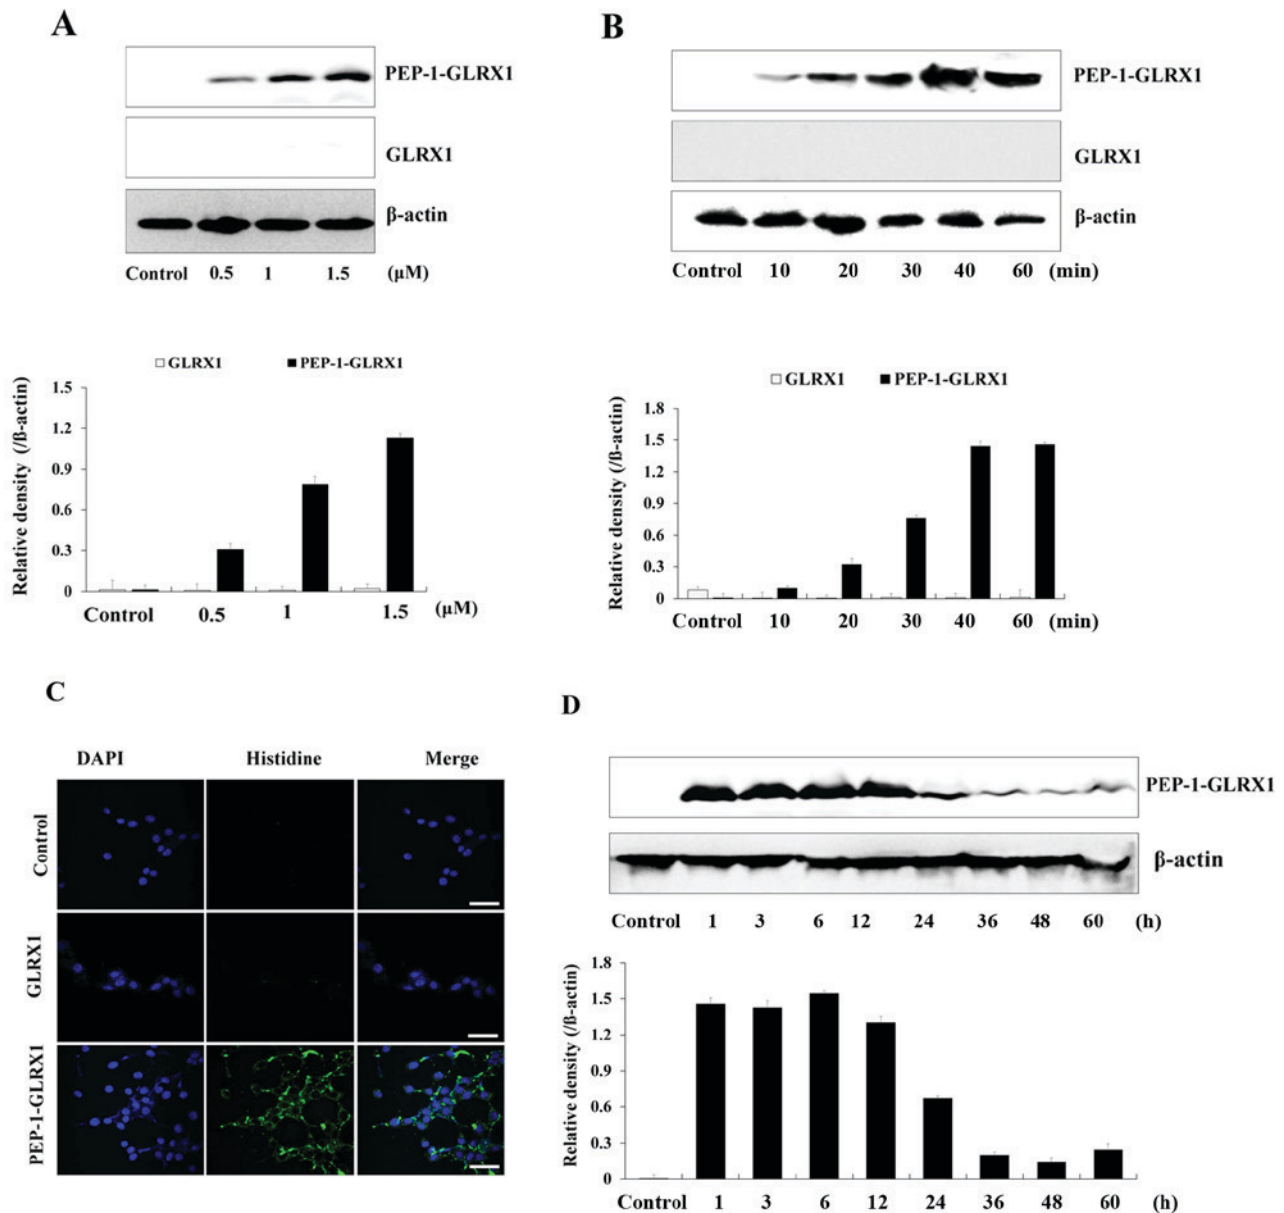 A
PEP-1-GLRX1
GLRX1
β-actin
Control 0.5 1 1.5 (μM)
GLRX1 PEP-1-GLRX1
Relative density (/ß-actin)
1.5
1.2
0.9
0.6
0.3
0
Control 0.5 1 1.5 (μM)
B
PEP-1-GLRX1
GLRX1
β-actin
Control 10 20 30 40 60 (min)
GLRX1 PEP-1-GLRX1
Relative density (/ß-actin)
1.8
1.5
1.2
0.9
0.6
0.3
0
Control 10 20 30 40 60 (min)
C
DAPI Histidine Merge
Control
GLRX1
PEP-1-GLRX1
D
PEP-1-GLRX1
β-actin
Control 1 3 6 12 24 36 48 60 (h)
Relative density (/ß-actin)
1.8
1.5
1.2
0.9
0.6
0.3
0
Control 1 3 6 12 24 36 48 60 (h)